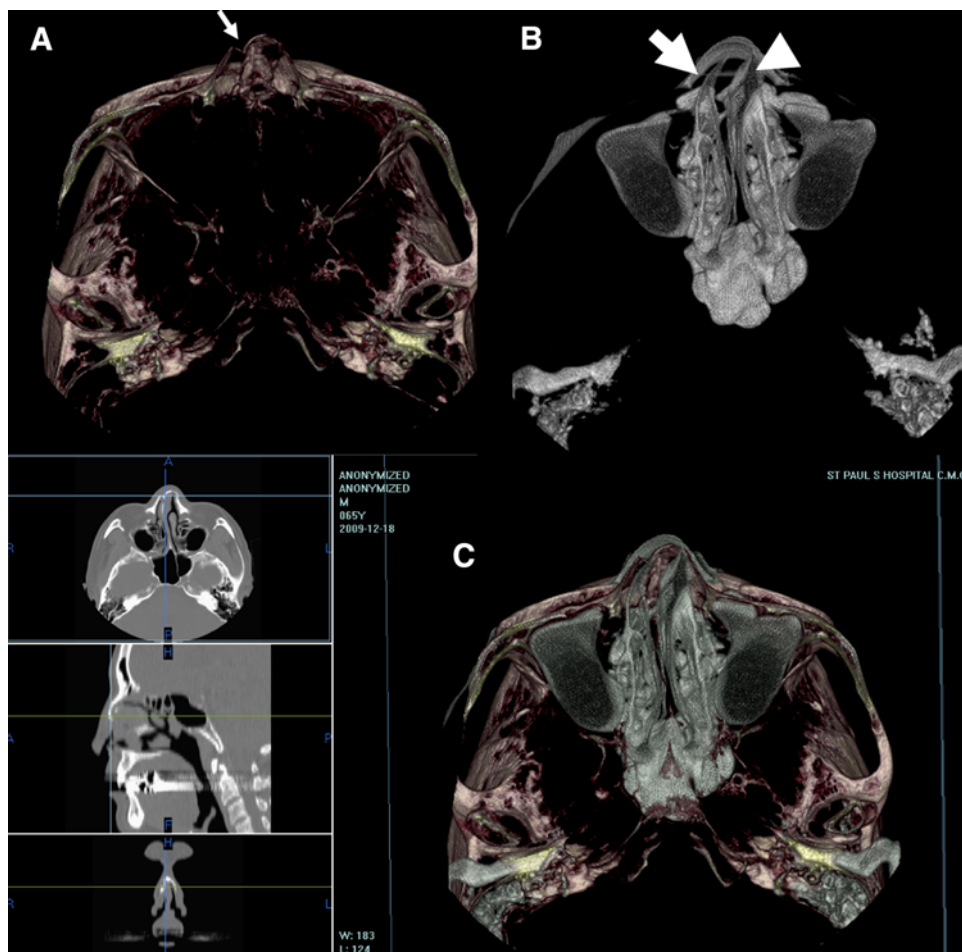 A
B
A
R
L
P
H
A
P
F
H
R
L
ANONYMIZED
ANONYMIZED
M
065Y
2009-12-18
ST PAUL S HOSPITAL C.M.
C
W: 183
L: 124